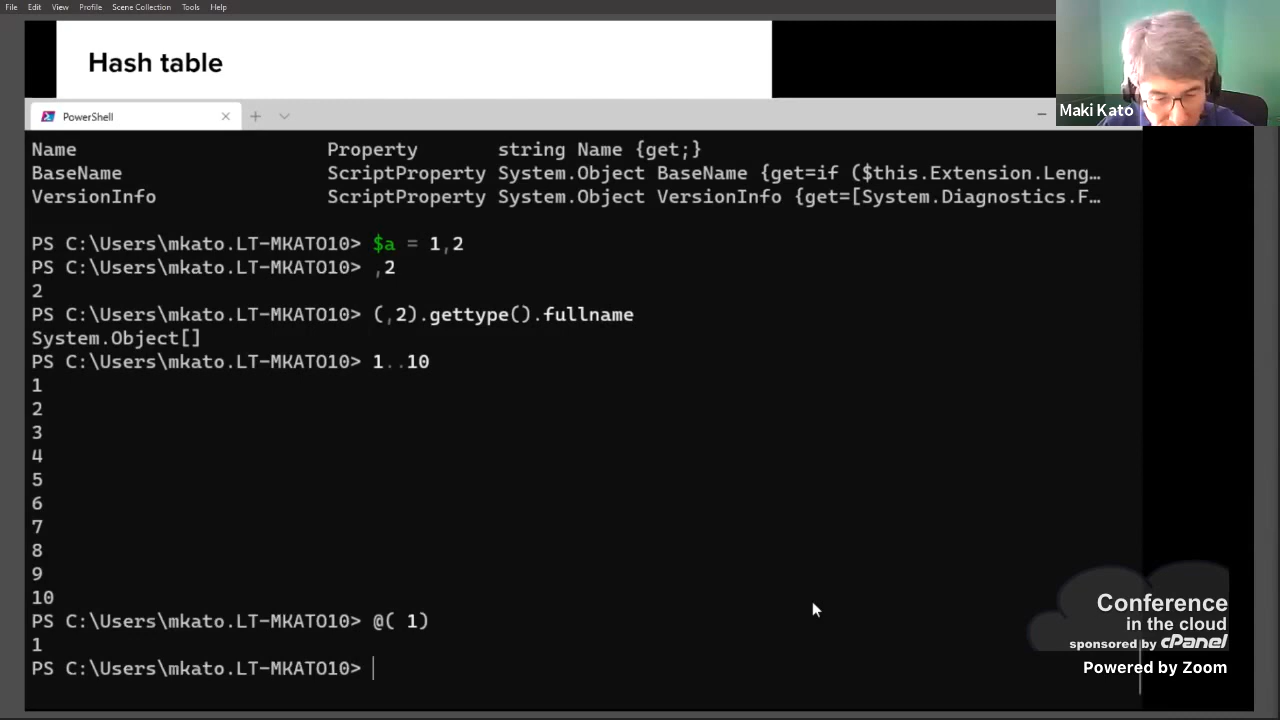 File Edit View Profile Scene Collection Tools Help
Hash table
Maki Kato
PowerShell
Name Property string Name {get;}
BaseName ScriptProperty System.Object BaseName {get=if ($this.Extension.Leng…
VersionInfo ScriptProperty System.Object VersionInfo {get=[System.Diagnostics.F…
PS C:\Users\mkato.LT-MKATO10> $a = 1,2
PS C:\Users\mkato.LT-MKATO10> ,2
2
PS C:\Users\mkato.LT-MKATO10> (,2).gettype().fullname
System.Object[]
PS C:\Users\mkato.LT-MKATO10> 1..10
1
2
3
4
5
6
7
8
9
10
PS C:\Users\mkato.LT-MKATO10> @( 1)
1
PS C:\Users\mkato.LT-MKATO10>
Conference
in the cloud
sponsored by cPanel
Powered by Zoom